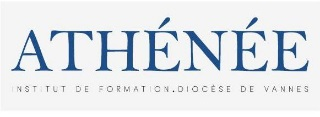 ATHÉNÉE
INSTITUT DE FORMATION.DIOCÈSE DE VANNES